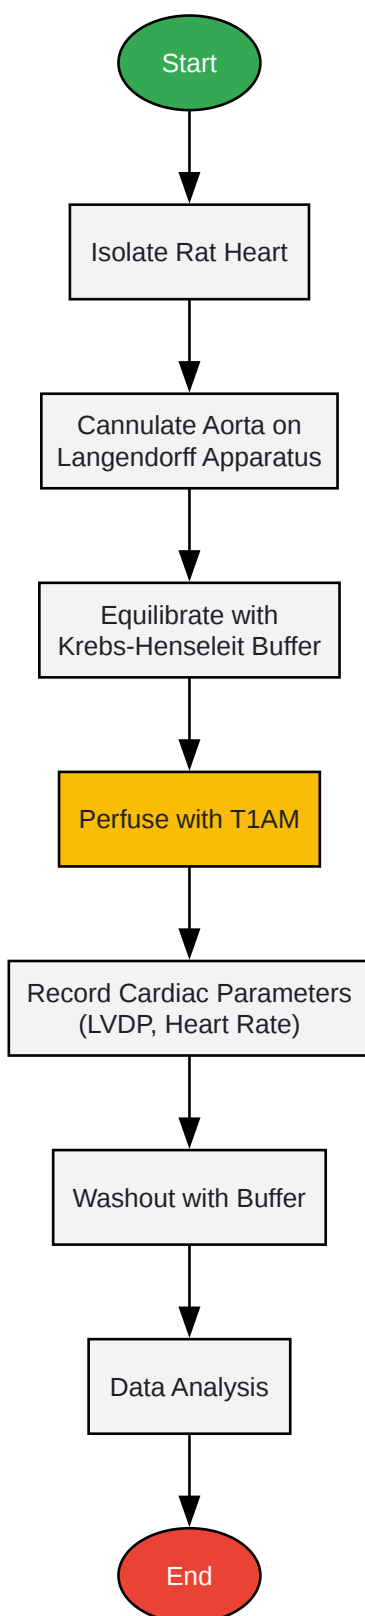 Start
Isolate Rat Heart
Cannulate Aorta on
Langendorff Apparatus
Equilibrate with
Krebs-Henseleit Buffer
Perfuse with T1AM
Record Cardiac Parameters
(LVDP, Heart Rate)
Washout with Buffer
Data Analysis
End